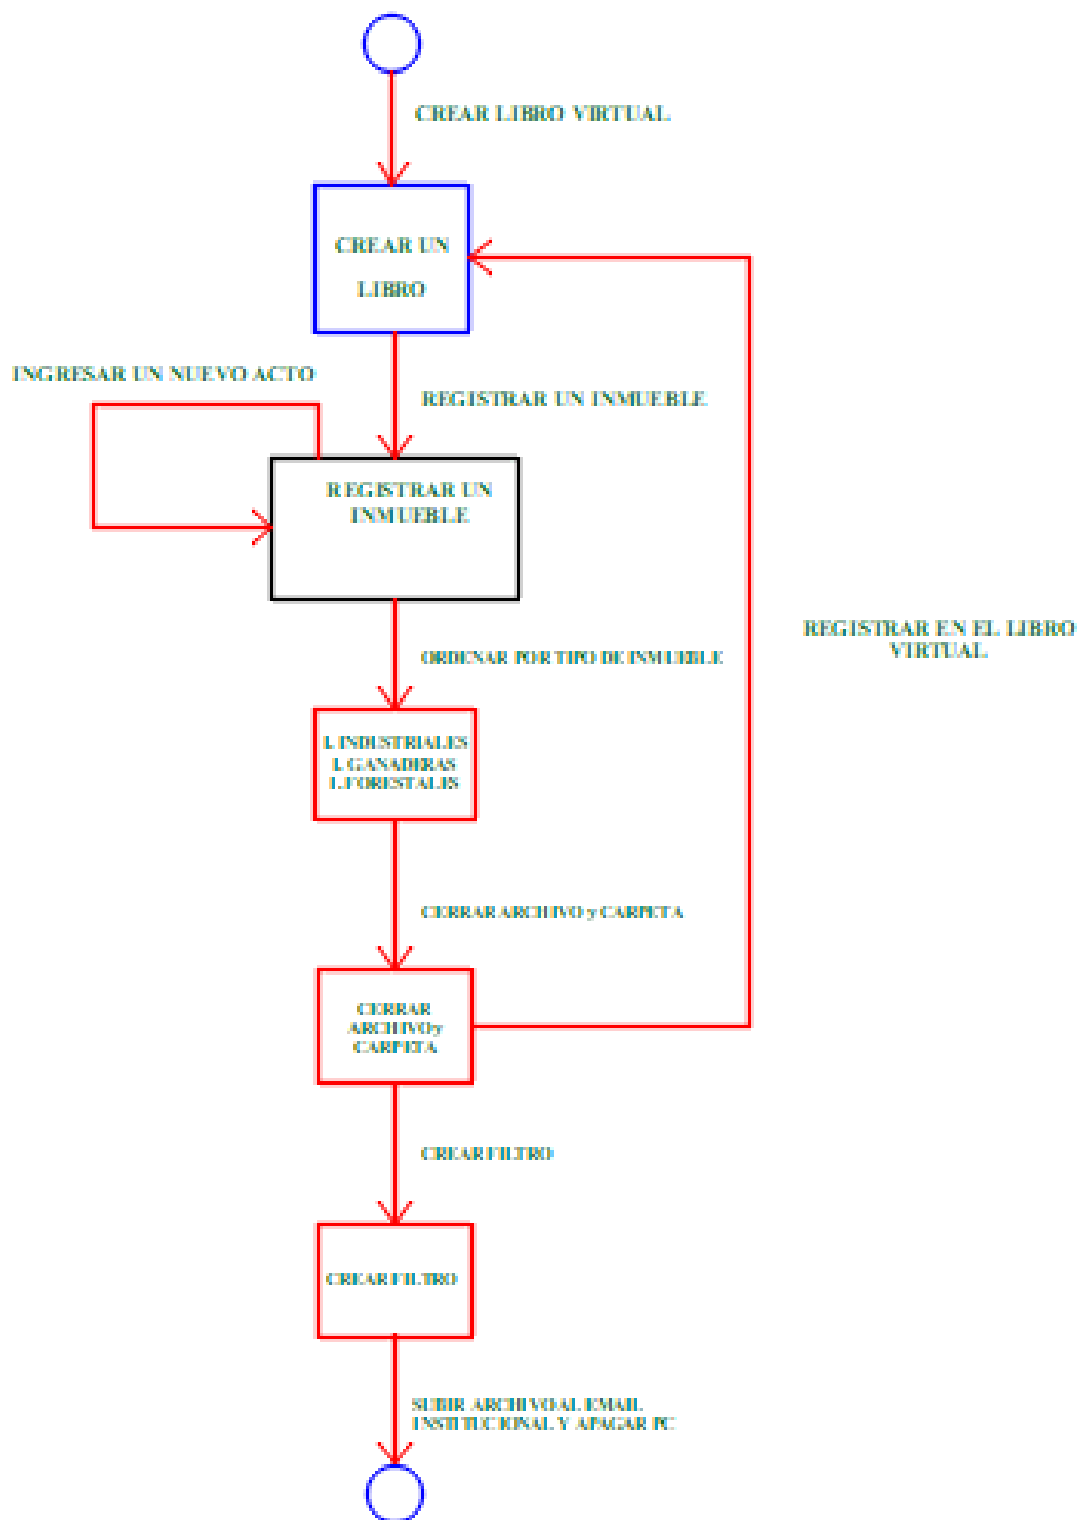 CREAR LIBRO VIRTUAL
CREAR UN
LIBRO
INGRESAR UN NUEVO ACTO
REGISTRAR UN INMUEBLE
REGISTRAR UN
INMUEBLE
REGISTRAR EN EL LIBRO
VIRTUAL
ORDENAR POR TIPO DE INMUEBLE
I. INDUSTRIALES
I. GANADERAS
I. FORESTALES
CERRAR ARCHIVO y CARPETA
CERRAR
ARCHIVO y
CARPETA
CREAR FILTRO
CREAR FILTRO
SUBIR ARCHIVO AL EMAIL
INSTITUCIONAL Y APAGAR PC